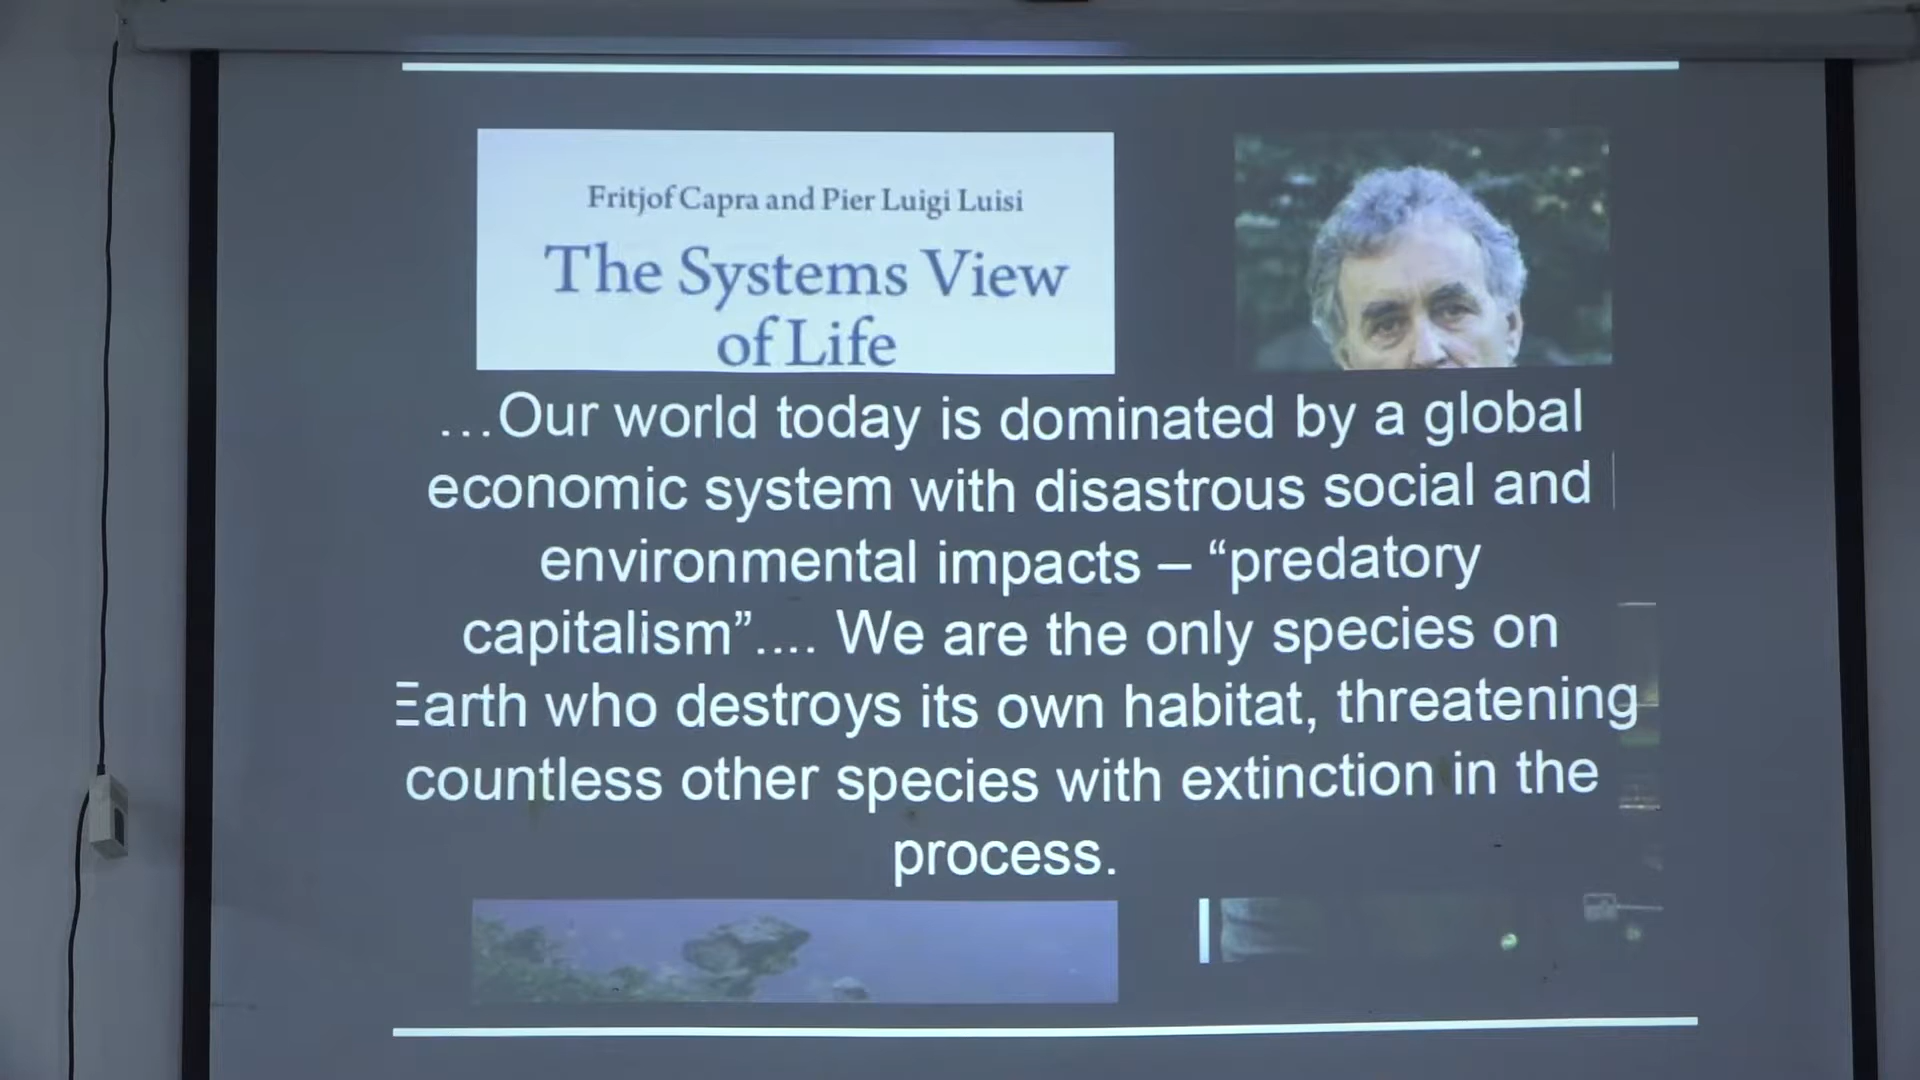 Fritjof Capra and Pier Luigi Luisi
The Systems View
of Life
...Our world today is dominated by a global
economic system with disastrous social and
environmental impacts – “predatory
capitalism”.... We are the only species on
Earth who destroys its own habitat, threatening
countless other species with extinction in the
process.